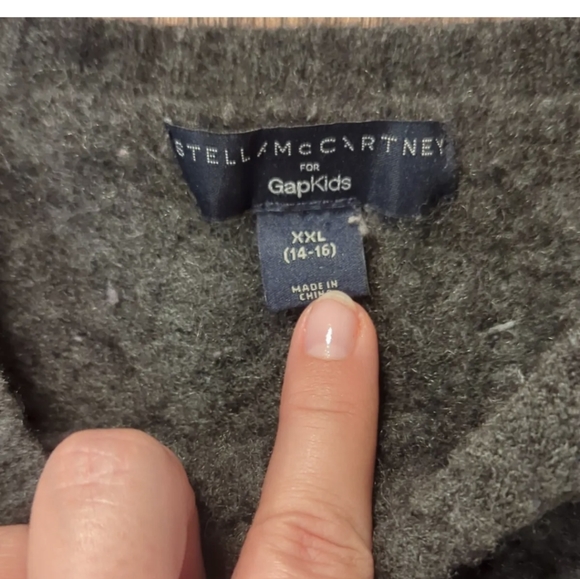 STELLA McCARTNEY
FOR
GapKids
XXL
(14-16)
MADE IN
CHINA